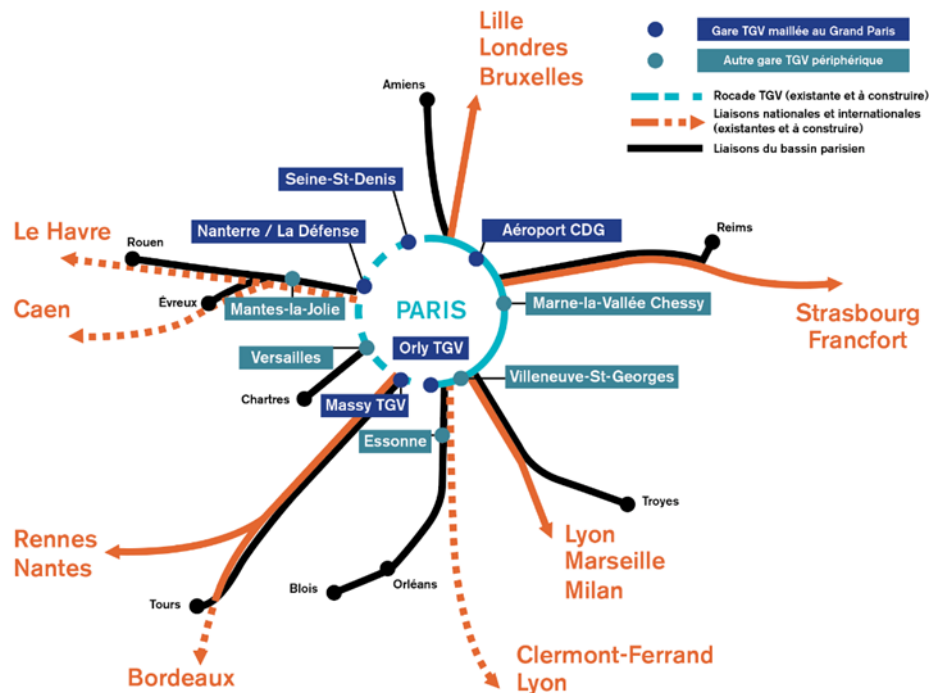 Lille
Londres
Bruxelles
Gare TGV maillée au Grand Paris
Autre gare TGV périphérique
Rocade TGV (existante et à construire)
Liaisons nationales et internationales
(existantes et à construire)
Liaisons du bassin parisien
Amiens
Seine-St-Denis
Le Havre
Rouen
Nanterre / La Défense
Aéroport CDG
Reims
Caen
Évreux
Mantes-la-Jolie
PARIS
Marne-la-Vallée Chessy
Strasbourg
Francfort
Versailles
Orly TGV
Villeneuve-St-Georges
Chartres
Massy TGV
Essonne
Troyes
Rennes
Nantes
Lyon
Marseille
Milan
Tours
Blois
Orléans
Bordeaux
Clermont-Ferrand
Lyon